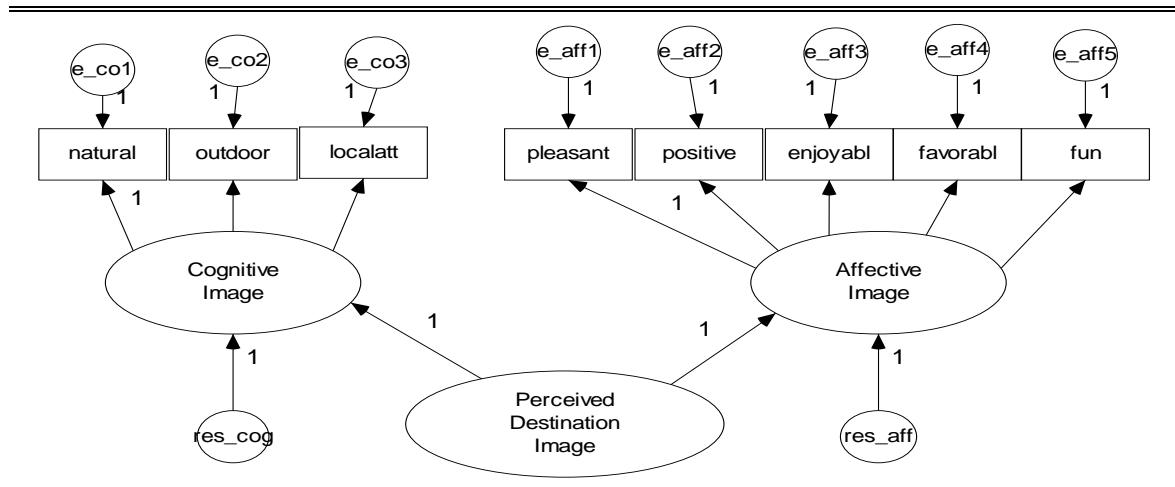 e_co1
e_co2
e_co3
e_aff1
e_aff2
e_aff3
e_aff4
e_aff5
1
1
1
1
1
1
1
1
natural
outdoor
localatt
pleasant
positive
enjoyabl
favorabl
fun
1
1
Cognitive
Image
Affective
Image
1
1
1
1
Perceived
Destination
Image
res_cog
res_aff